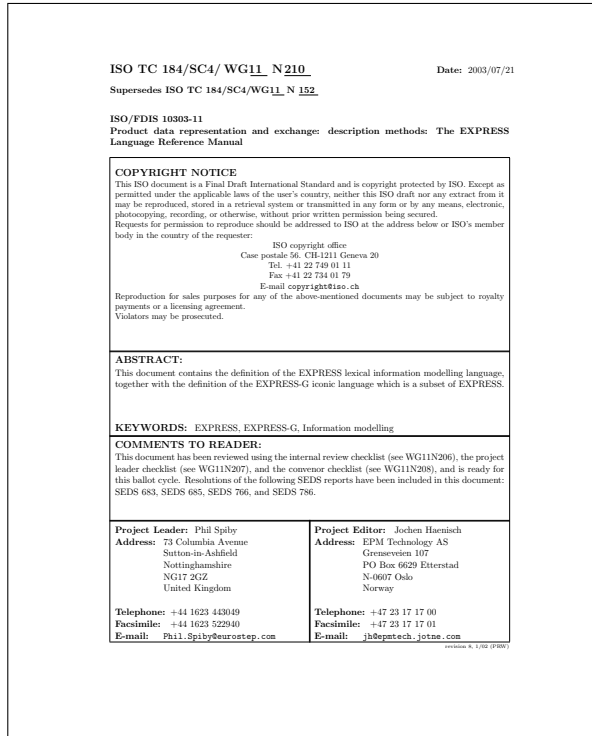 ISO TC 184/SC4/ WG11 N210 Date: 2003/07/21
Supersedes ISO TC 184/SC4/WG11 N 152
ISO/FDIS 10303-11
Product data representation and exchange: description methods: The EXPRESS
Language Reference Manual
COPYRIGHT NOTICE
This ISO document is a Final Draft International Standard and is copyright protected by ISO. Except as
permitted under the applicable laws of the user's country, neither this ISO draft nor any extract from it
may be reproduced, stored in a retrieval system or transmitted in any form or by any means, electronic,
photocopying, recording, or otherwise, without prior written permission being secured.
Requests for permission to reproduce should be addressed to ISO at the address below or ISO's member
body in the country of the requester:
ISO copyright office
Case postale 56. CH-1211 Geneva 20
Tel. +41 22 749 01 11
Fax +41 22 734 01 79
E-mail copyright@iso.ch
Reproduction for sales purposes for any of the above-mentioned documents may be subject to royalty
payments or a licensing agreement.
Violators may be prosecuted.
ABSTRACT:
This document contains the definition of the EXPRESS lexical information modelling language,
together with the definition of the EXPRESS-G iconic language which is a subset of EXPRESS.
KEYWORDS: EXPRESS, EXPRESS-G, Information modelling
COMMENTS TO READER:
This document has been reviewed using the internal review checklist (see WG11N206), the project
leader checklist (see WG11N207), and the convenor checklist (see WG11N208), and is ready for
this ballot cycle. Resolutions of the following SEDS reports have been included in this document:
SEDS 683, SEDS 685, SEDS 766, and SEDS 786.
Project Leader: Phil Spiby
Address: 73 Columbia Avenue
Sutton-in-Ashfield
Nottinghamshire
NG17 2GZ
United Kingdom
Telephone: +44 1623 443049
Facsimile: +44 1623 522940
E-mail: Phil.Spiby@eurostep.com
Project Editor: Jochen Haenisch
Address: EPM Technology AS
Grenseveien 107
PO Box 6629 Etterstad
N-0607 Oslo
Norway
Telephone: +47 23 17 17 00
Facsimile: +47 23 17 17 01
E-mail: jh@epmtech.jotne.com
revision 8, 1/02 (PBW)